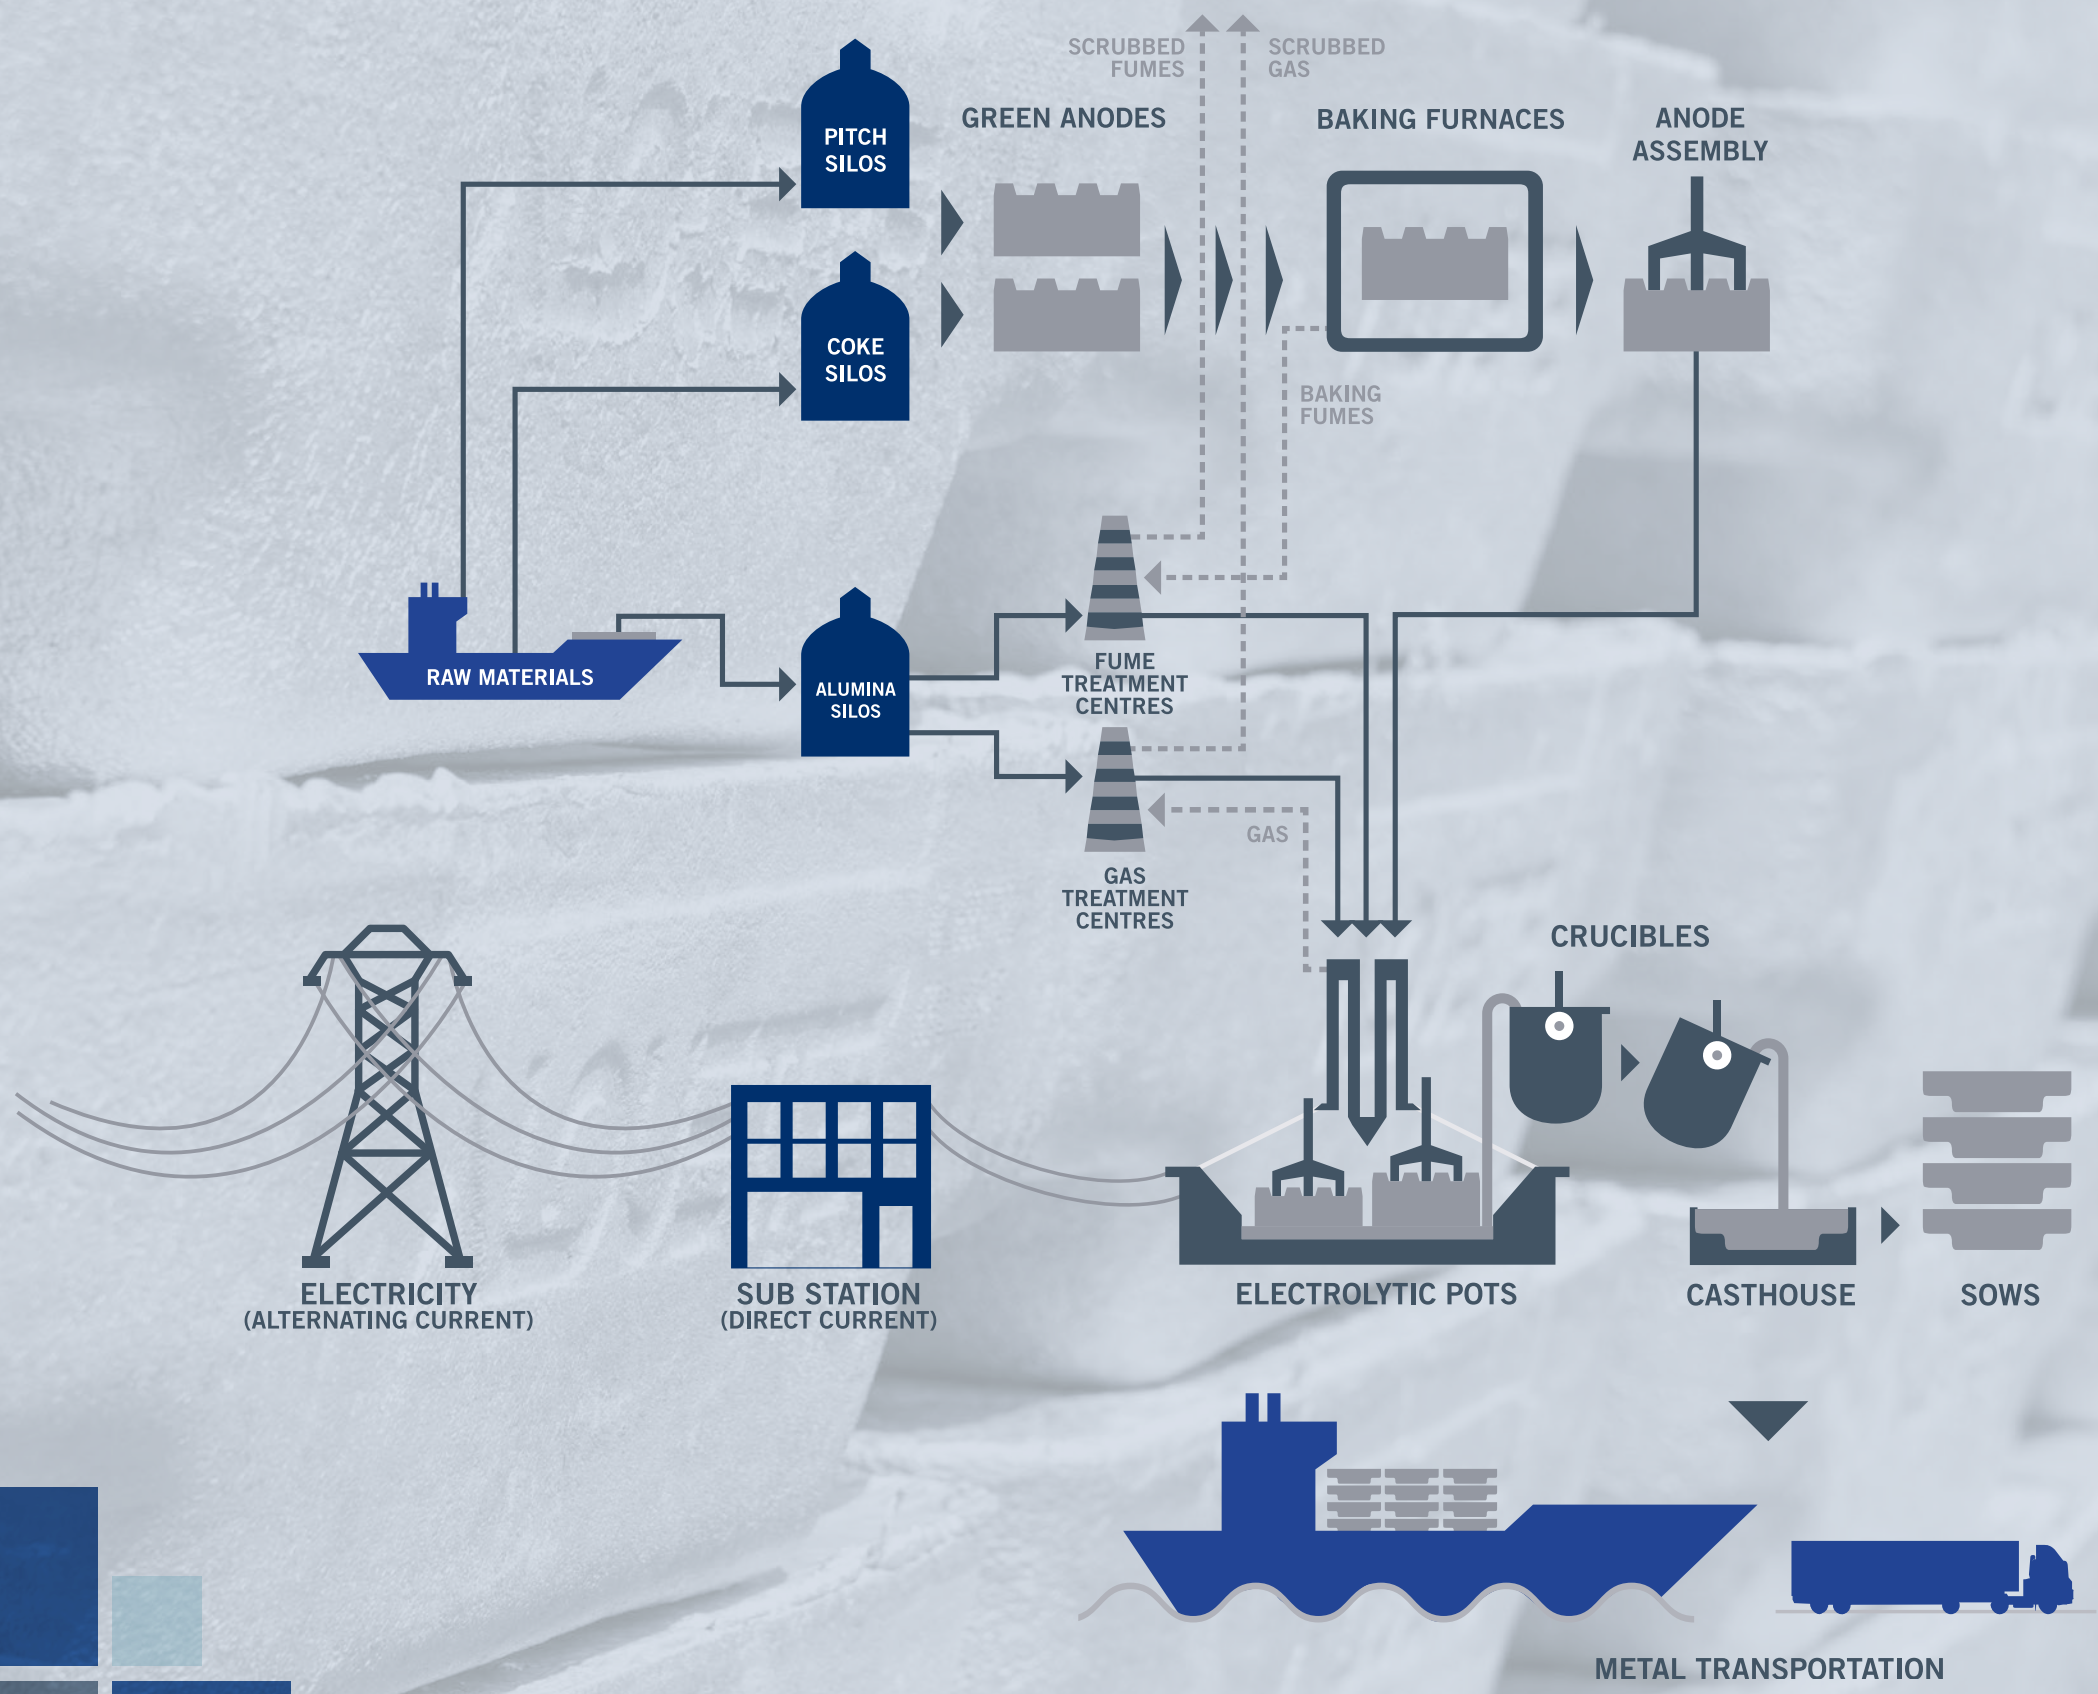 SCRUBBED
FUMES
SCRUBBED
GAS
PITCH
SILOS
GREEN ANODES
BAKING FURNACES
ANODE
ASSEMBLY
COKE
SILOS
BAKING
FUMES
RAW MATERIALS
ALUMINA
SILOS
FUME
TREATMENT
CENTRES
GAS
GAS
TREATMENT
CENTRES
CRUCIBLES
ELECTRICITY
(ALTERNATING CURRENT)
SUB STATION
(DIRECT CURRENT)
ELECTROLYTIC POTS
CASTHOUSE
SOWS
METAL TRANSPORTATION